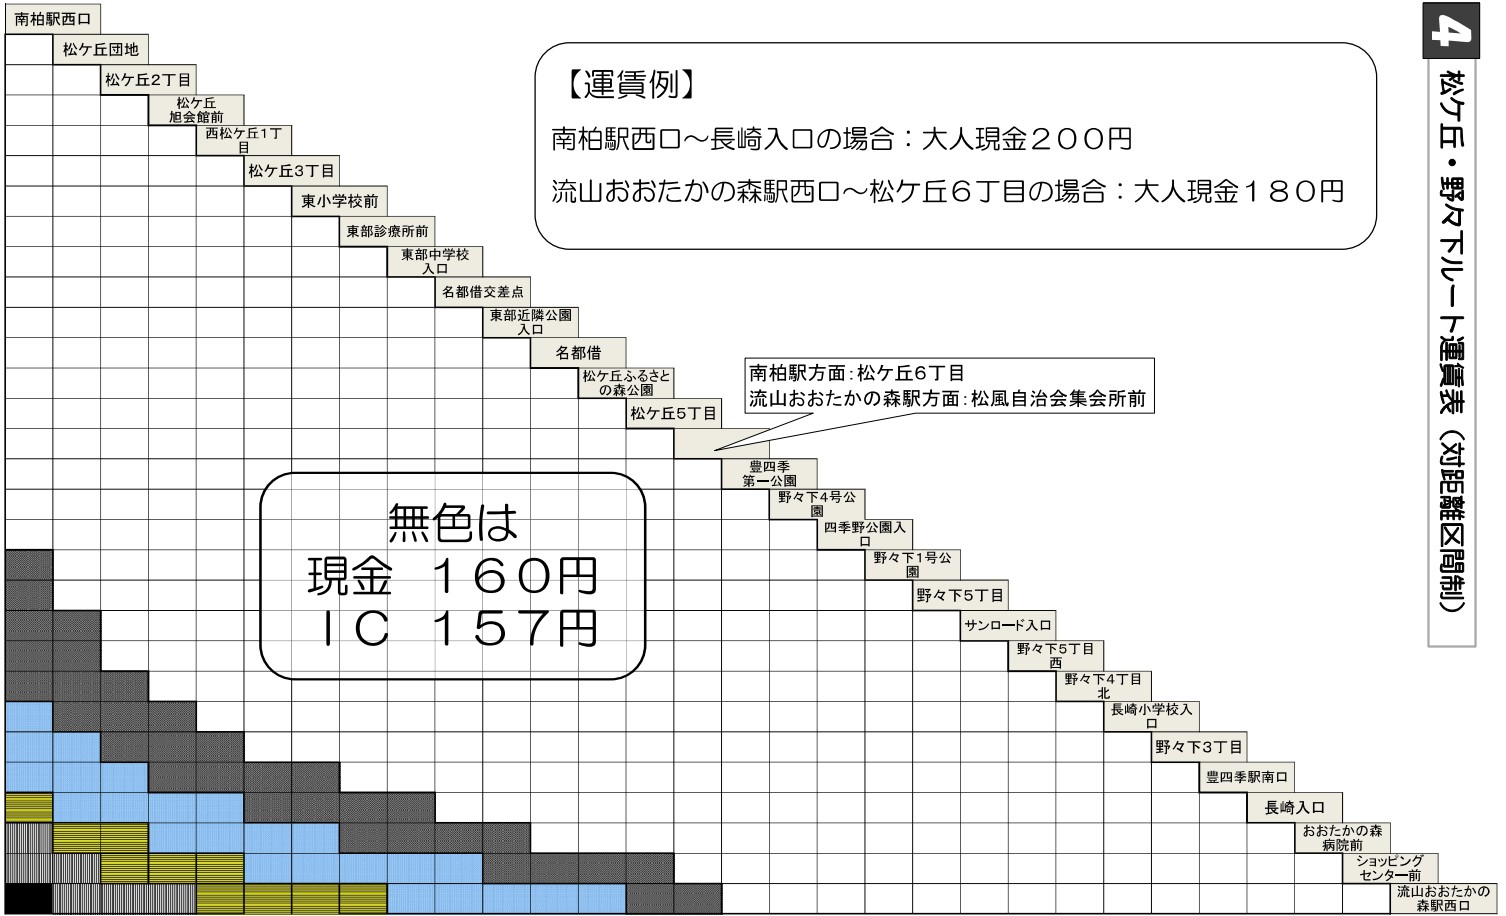 4
松ケ丘・野々下ルート運賃表（対距離区間制）
【運賃例】
南柏駅西口～長崎入口の場合：大人現金２００円
流山おおたかの森駅西口～松ケ丘６丁目の場合：大人現金１８０円
南柏駅西口
松ケ丘団地
松ケ丘2丁目
松ケ丘
旭会館前
西松ケ丘1丁
目
松ケ丘3丁目
東小学校前
東部診療所前
東部中学校
入口
名都借交差点
東部近隣公園
入口
名都借
松ケ丘ふるさと
の森公園
松ケ丘5丁目
南柏駅方面：松ケ丘6丁目
流山おおたかの森駅方面：松風自治会集会所前
豊四季
第一公園
野々下4号公
園
四季野公園入
口
野々下1号公
園
野々下5丁目
サンロード入口
野々下5丁目
西
野々下4丁目
北
長崎小学校入
口
野々下3丁目
豊四季駅南口
長崎入口
おおたかの森
病院前
ショッピング
センター前
流山おおたかの
森駅西口
無色は
現金　１６０円
ＩＣ　１５７円